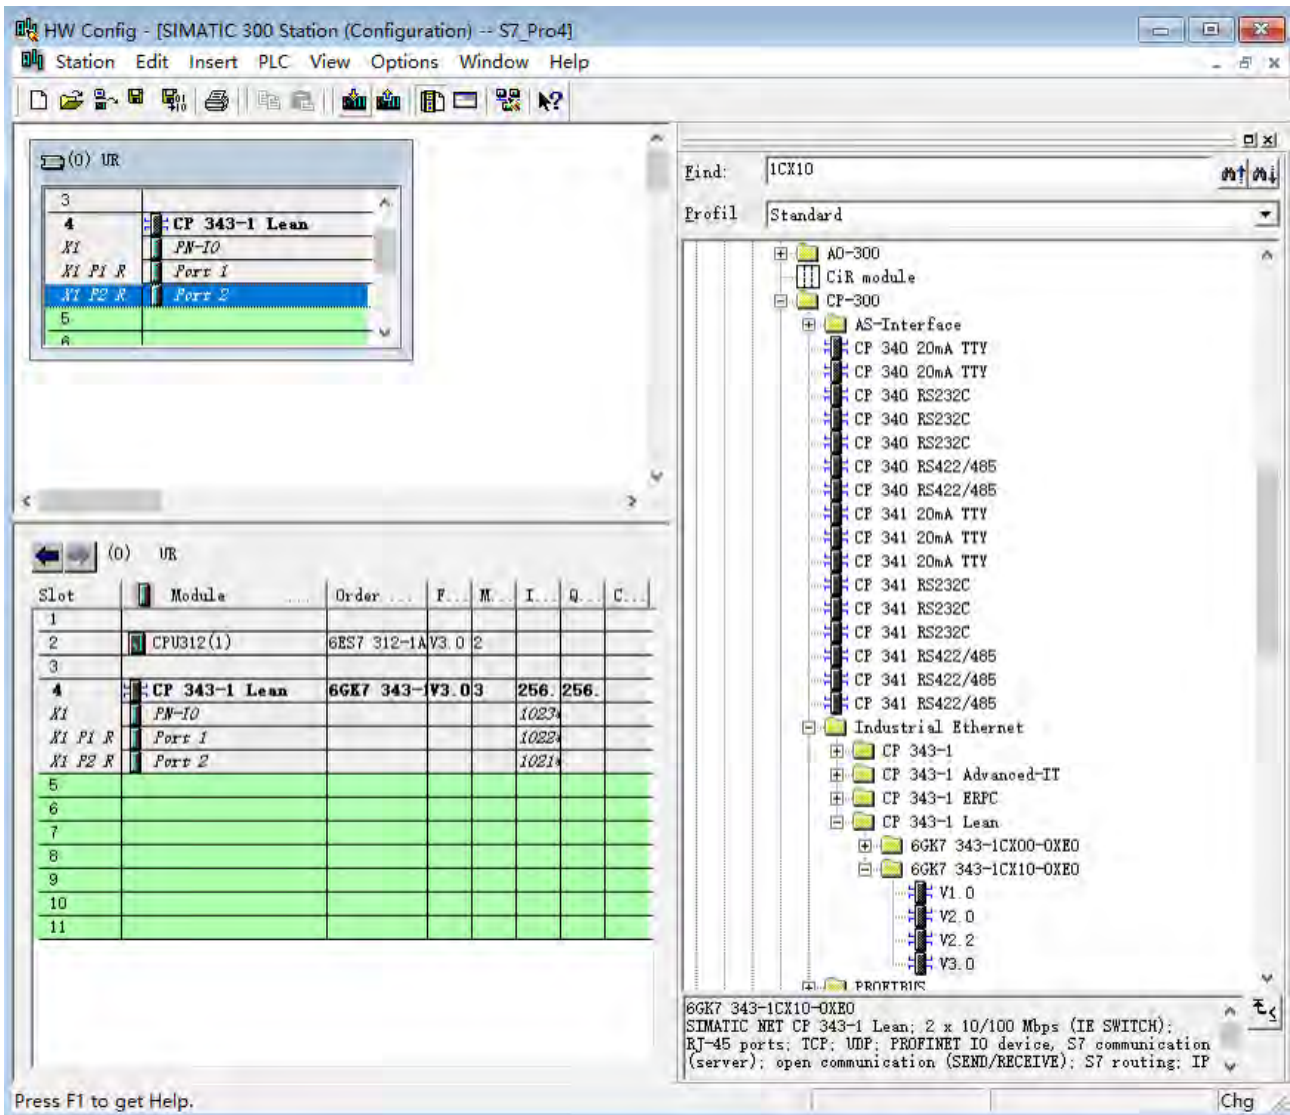 HW Config - [SIMATIC 300 Station (Configuration) -- S7_Pro4]
Station Edit Insert PLC View Options Window Help
(0) UR
3
4 CP 343-1 Lean
X1 PN-IO
X1 P1 R Port 1
X1 P2 R Port 2
5
6
Find: 1CX10
Profil Standard
AO-300
CiR module
CP-300
AS-Interface
CP 340 20mA TTY
CP 340 20mA TTY
CP 340 RS232C
CP 340 RS232C
CP 340 RS232C
CP 340 RS422/485
CP 340 RS422/485
CP 341 20mA TTY
CP 341 20mA TTY
CP 341 20mA TTY
CP 341 RS232C
CP 341 RS232C
CP 341 RS232C
CP 341 RS422/485
CP 341 RS422/485
CP 341 RS422/485
Industrial Ethernet
CP 343-1
CP 343-1 Advanced-IT
CP 343-1 ERPC
CP 343-1 Lean
6GK7 343-1CX00-0XE0
6GK7 343-1CX10-0XE0
V1.0
V2.0
V2.2
V3.0
PROFIBUS
6GK7 343-1CX10-0XE0
SIMATIC NET CP 343-1 Lean; 2 x 10/100 Mbps (IE SWITCH);
RJ-45 ports; TCP; UDP; PROFINET IO device, S7 communication
(server); open communication (SEND/RECEIVE); S7 routing; IP
(0) UR
Slot Module ..... Order .... F... M... I... Q... C...
1
2 CPU312(1) 6ES7 312-1A V3.0 2
3
4 CP 343-1 Lean 6GK7 343-1 V3.0 3 256. 256.
X1 PN-IO 1023*
X1 P1 R Port 1 1022*
X1 P2 R Port 2 1021*
5
6
7
8
9
10
11
Press F1 to get Help.
Chg